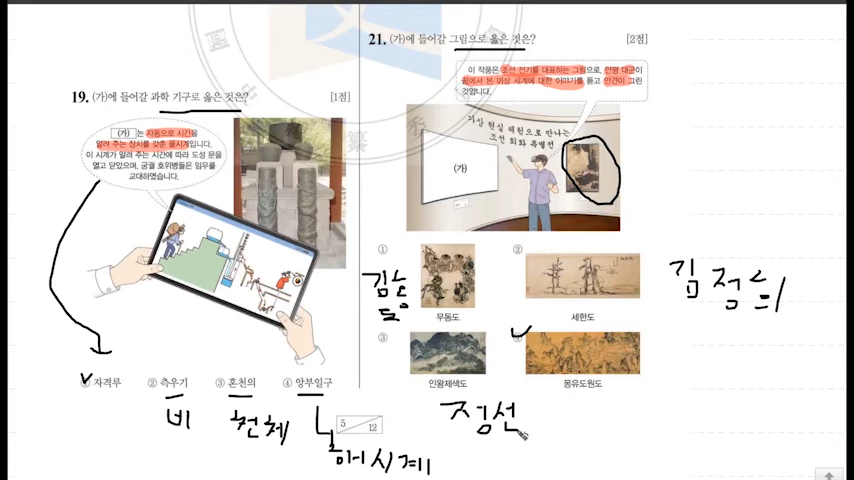 19. (가)에 들어갈 과학 기구로 옳은 것은? [1점]
(가) 는 자동으로 시간을
알려 주는 장치를 갖춘 물시계입니다.
이 시계가 알려 주는 시간에 따라 도성 문을
열고 닫았으며, 궁궐 호위병들은 임무를
교대하였습니다.
① 자격루 ② 측우기 ③ 혼천의 ④ 앙부일구
비
천체
해시계
5
12
21. (가)에 들어갈 그림으로 옳은 것은? [2점]
이 작품은 조선 전기를 대표하는 그림으로, 안평 대군이
꿈에서 본 이상 세계에 대한 이야기를 듣고 안견이 그린
것입니다.
가상 현실 체험으로 만나는
조선 회화 특별전
(가)
① ②
무동도 세한도
김홍도
김정희
③ ④
인왕제색도 몽유도원도
정선